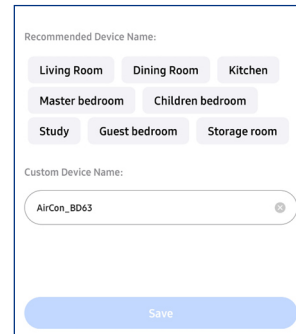 Recommended Device Name:
Living Room Dining Room Kitchen
Master bedroom Children bedroom
Study Guest bedroom Storage room
Custom Device Name:
AirCon_BD63
Save